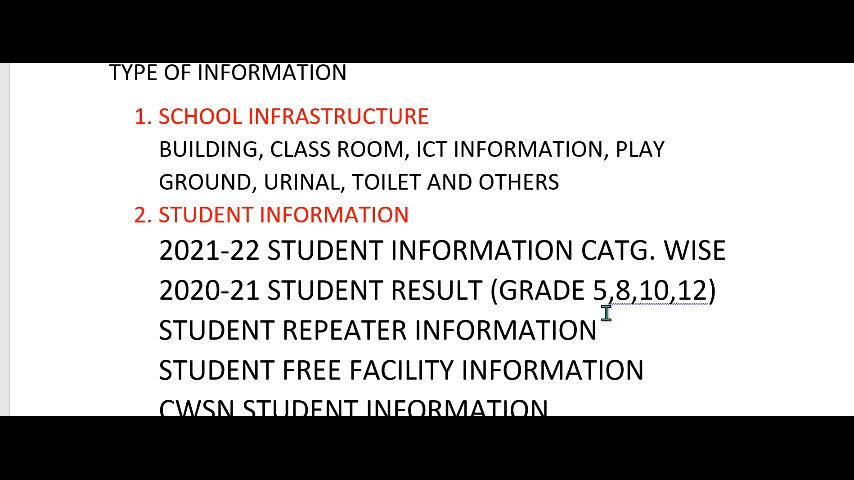 TYPE OF INFORMATION
1. SCHOOL INFRASTRUCTURE
BUILDING, CLASS ROOM, ICT INFORMATION, PLAY
GROUND, URINAL, TOILET AND OTHERS
2. STUDENT INFORMATION
2021-22 STUDENT INFORMATION CATG. WISE
2020-21 STUDENT RESULT (GRADE 5,8,10,12)
STUDENT REPEATER INFORMATION
STUDENT FREE FACILITY INFORMATION
CWSN STUDENT INFORMATION